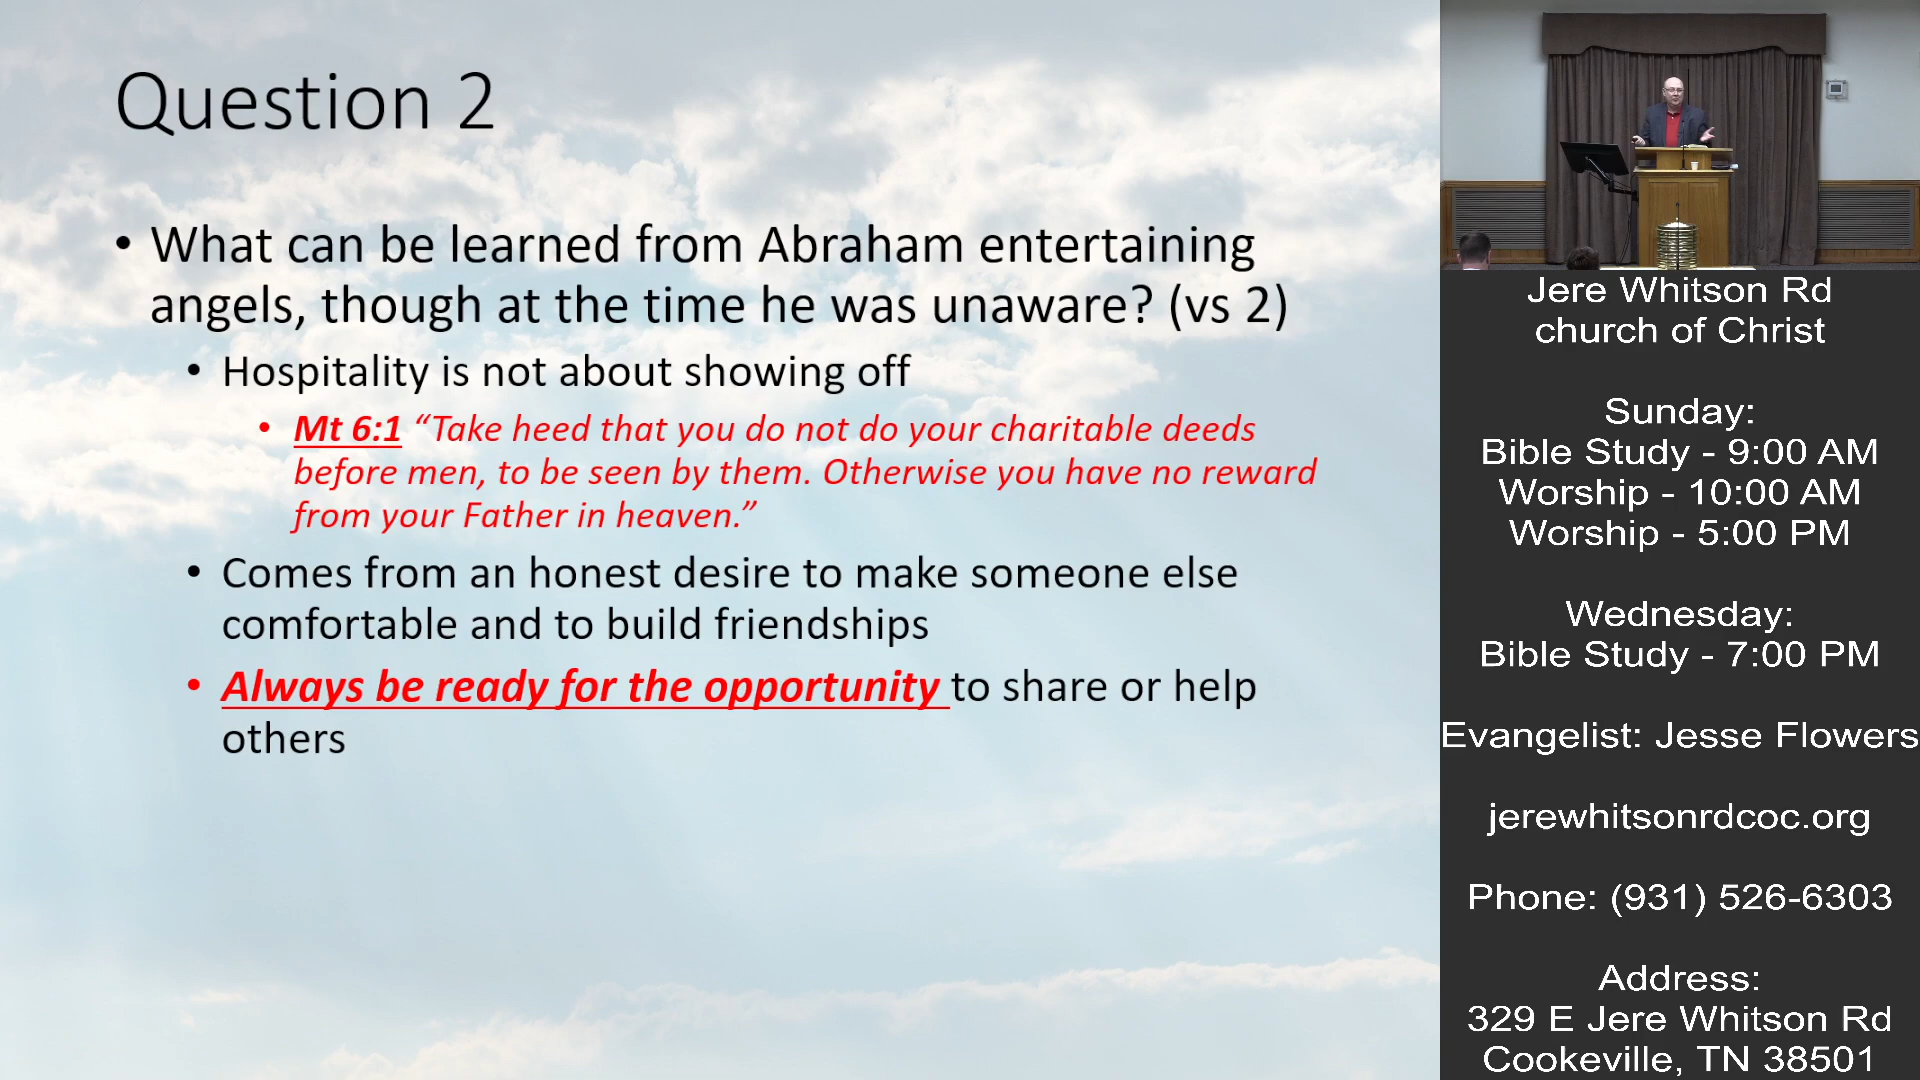 Question 2
• What can be learned from Abraham entertaining
angels, though at the time he was unaware? (vs 2)
• Hospitality is not about showing off
• Mt 6:1 “Take heed that you do not do your charitable deeds
before men, to be seen by them. Otherwise you have no reward
from your Father in heaven.”
• Comes from an honest desire to make someone else
comfortable and to build friendships
• Always be ready for the opportunity to share or help
others
Jere Whitson Rd
church of Christ
Sunday:
Bible Study - 9:00 AM
Worship - 10:00 AM
Worship - 5:00 PM
Wednesday:
Bible Study - 7:00 PM
Evangelist: Jesse Flowers
jerewhitsonrdcoc.org
Phone: (931) 526-6303
Address:
329 E Jere Whitson Rd
Cookeville, TN 38501